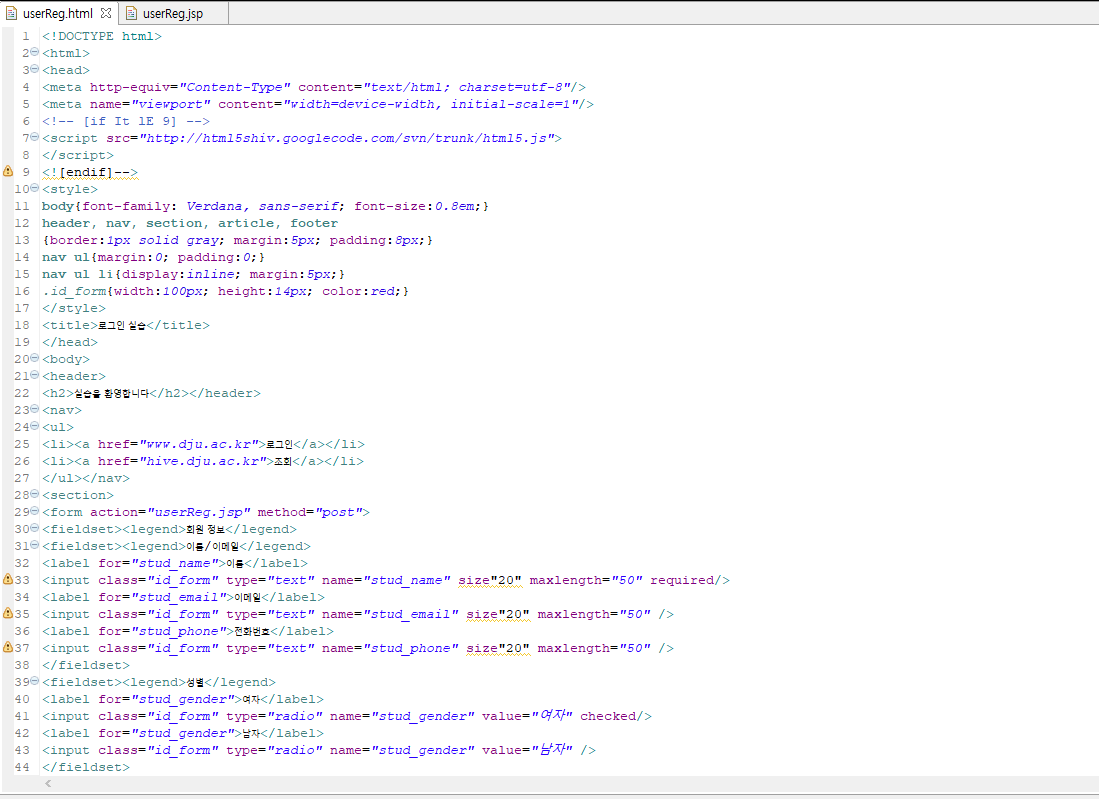 userReg.html userReg.jsp
1 <!DOCTYPE html>
2 <html>
3 <head>
4 <meta http-equiv="Content-Type" content="text/html; charset=utf-8"/>
5 <meta name="viewport" content="width=device-width, initial-scale=1"/>
6 <!-- [if It lE 9] -->
7 <script src="http://html5shiv.googlecode.com/svn/trunk/html5.js">
8 </script>
9 <![endif]-->
10 <style>
11 body{font-family: Verdana, sans-serif; font-size:0.8em;}
12 header, nav, section, article, footer
13 {border:1px solid gray; margin:5px; padding:8px;}
14 nav ul{margin:0; padding:0;}
15 nav ul li{display:inline; margin:5px;}
16 .id_form{width:100px; height:14px; color:red;}
17 </style>
18 <title>로그인 실습</title>
19 </head>
20 <body>
21 <header>
22 <h2>실습을 환영합니다</h2></header>
23 <nav>
24 <ul>
25 <li><a href="www.dju.ac.kr">로그인</a></li>
26 <li><a href="hive.dju.ac.kr">조회</a></li>
27 </ul></nav>
28 <section>
29 <form action="userReg.jsp" method="post">
30 <fieldset><legend>회원 정보</legend>
31 <fieldset><legend>이름/이메일</legend>
32 <label for="stud_name">이름</label>
33 <input class="id_form" type="text" name="stud_name" size"20" maxlength="50" required/>
34 <label for="stud_email">이메일</label>
35 <input class="id_form" type="text" name="stud_email" size"20" maxlength="50" />
36 <label for="stud_phone">전화번호</label>
37 <input class="id_form" type="text" name="stud_phone" size"20" maxlength="50" />
38 </fieldset>
39 <fieldset><legend>성별</legend>
40 <label for="stud_gender">여자</label>
41 <input class="id_form" type="radio" name="stud_gender" value="여자" checked/>
42 <label for="stud_gender">남자</label>
43 <input class="id_form" type="radio" name="stud_gender" value="남자" />
44 </fieldset>